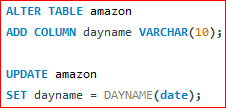 ALTER TABLE amazon
ADD COLUMN dayname VARCHAR(10);
UPDATE amazon
SET dayname = DAYNAME(date);